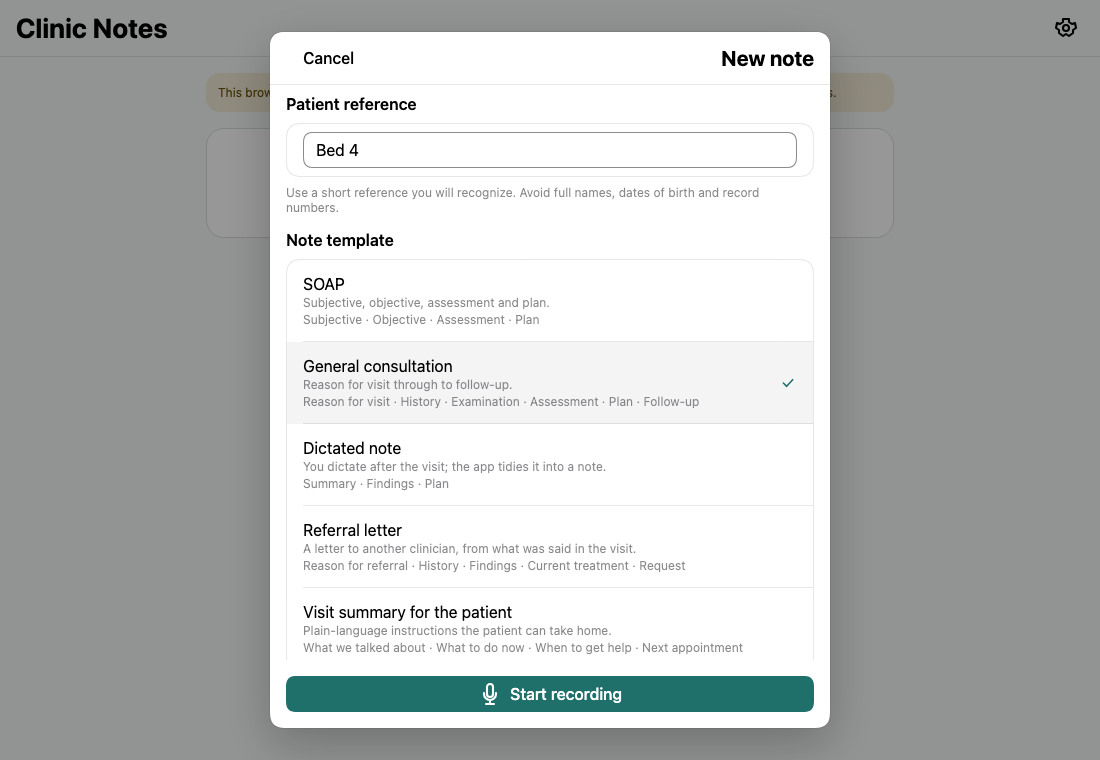 Clinic Notes
This brow
s.
Cancel
New note
Patient reference
Bed 4
Use a short reference you will recognize. Avoid full names, dates of birth and record
numbers.
Note template
SOAP
Subjective, objective, assessment and plan.
Subjective · Objective · Assessment · Plan
General consultation
Reason for visit through to follow-up.
Reason for visit · History · Examination · Assessment · Plan · Follow-up
Dictated note
You dictate after the visit; the app tidies it into a note.
Summary · Findings · Plan
Referral letter
A letter to another clinician, from what was said in the visit.
Reason for referral · History · Findings · Current treatment · Request
Visit summary for the patient
Plain-language instructions the patient can take home.
What we talked about · What to do now · When to get help · Next appointment
Start recording